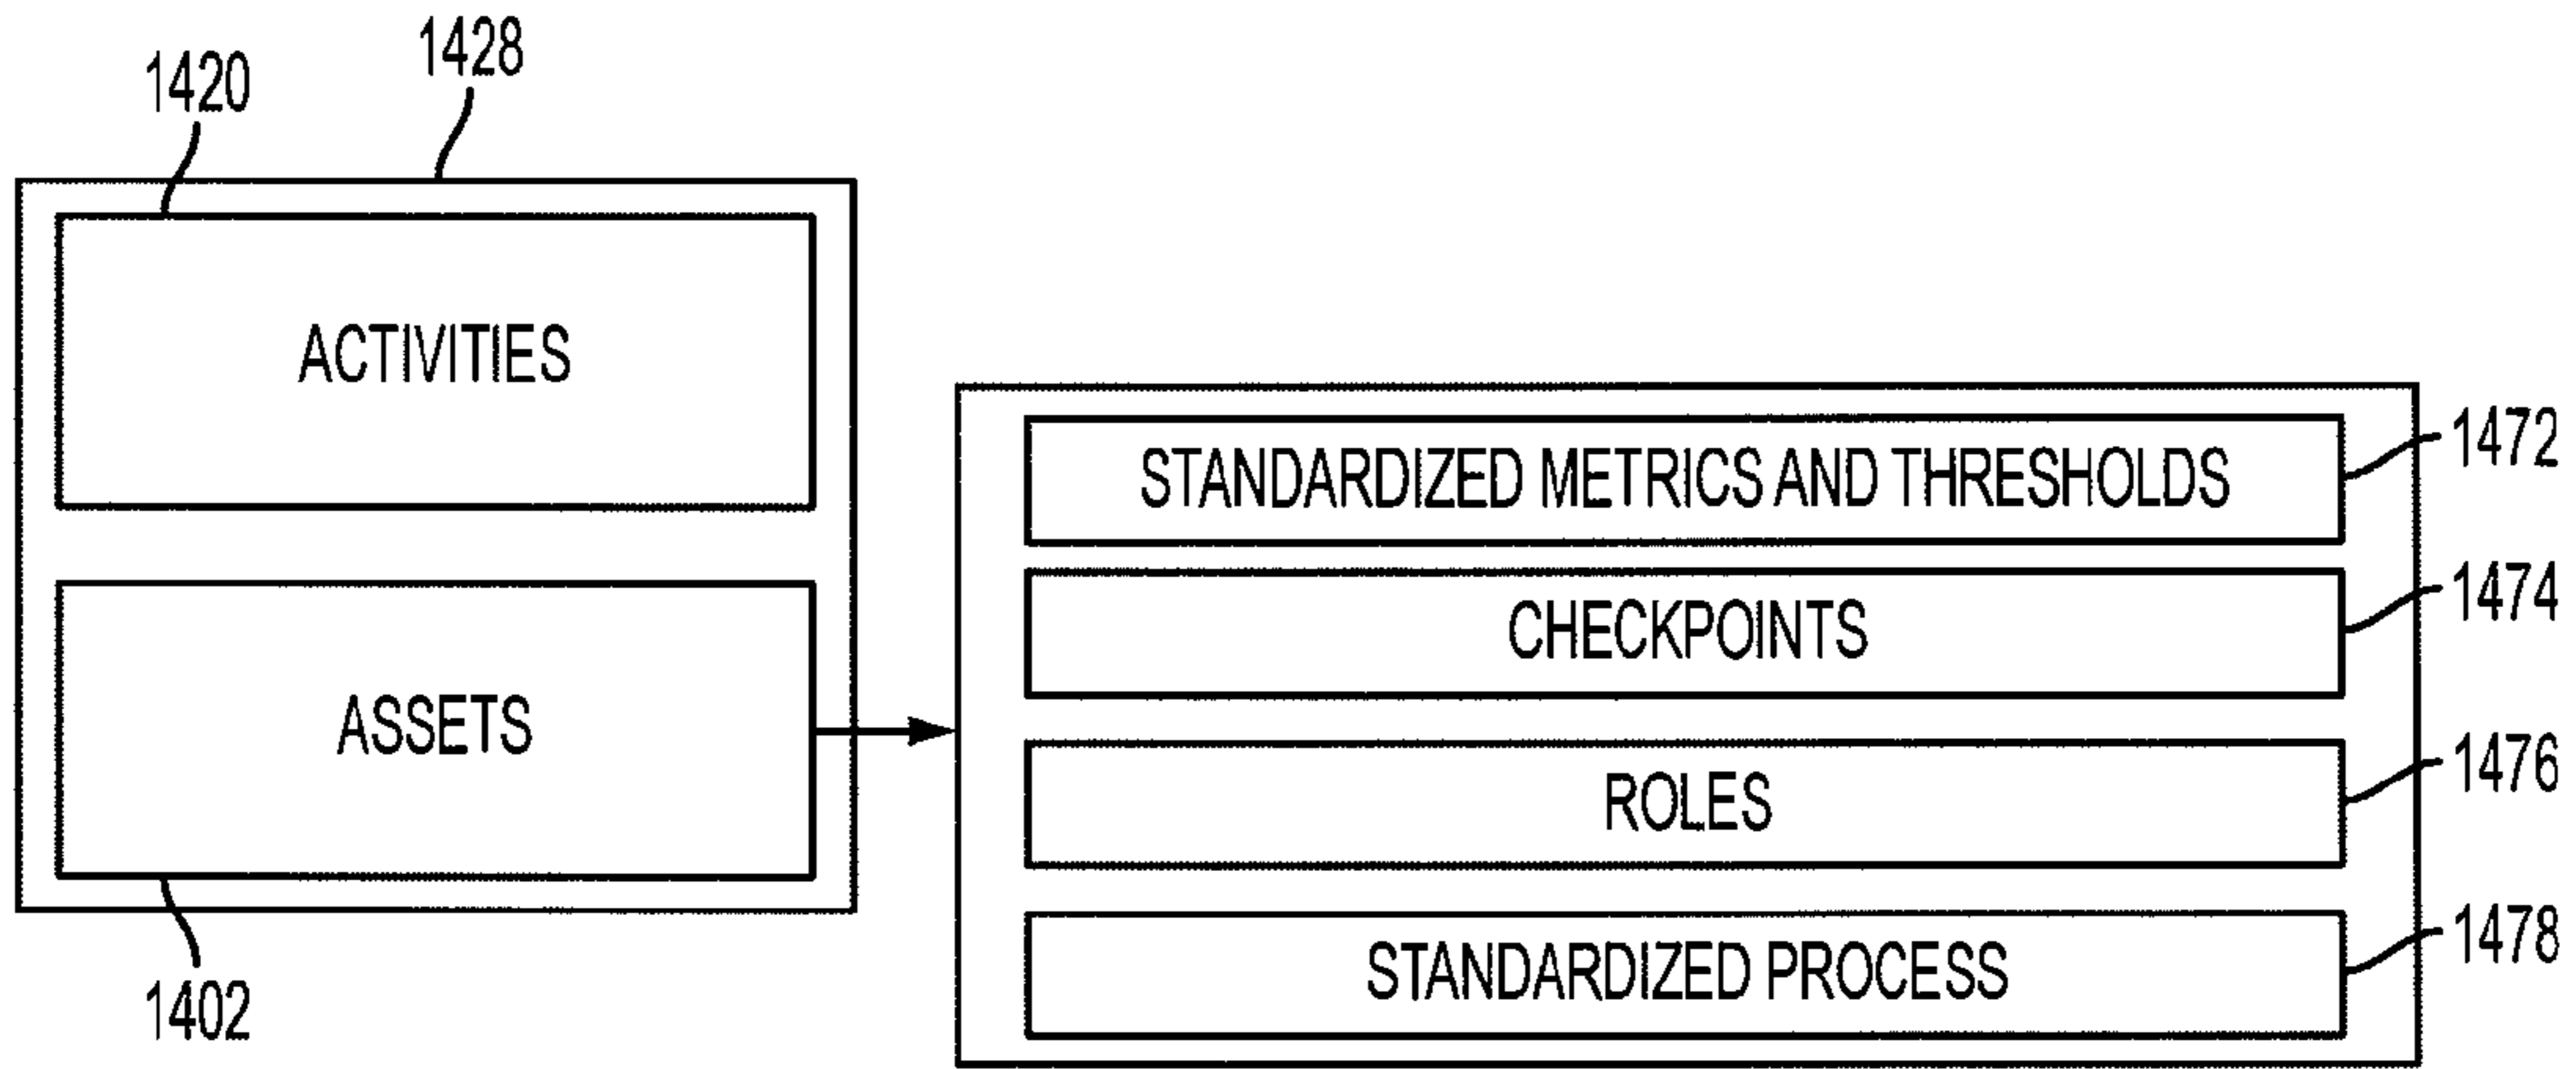 1428
1420
ACTIVITIES
ASSETS
1402
STANDARDIZED METRICS AND THRESHOLDS
1472
CHECKPOINTS
1474
ROLES
1476
STANDARDIZED PROCESS
1478